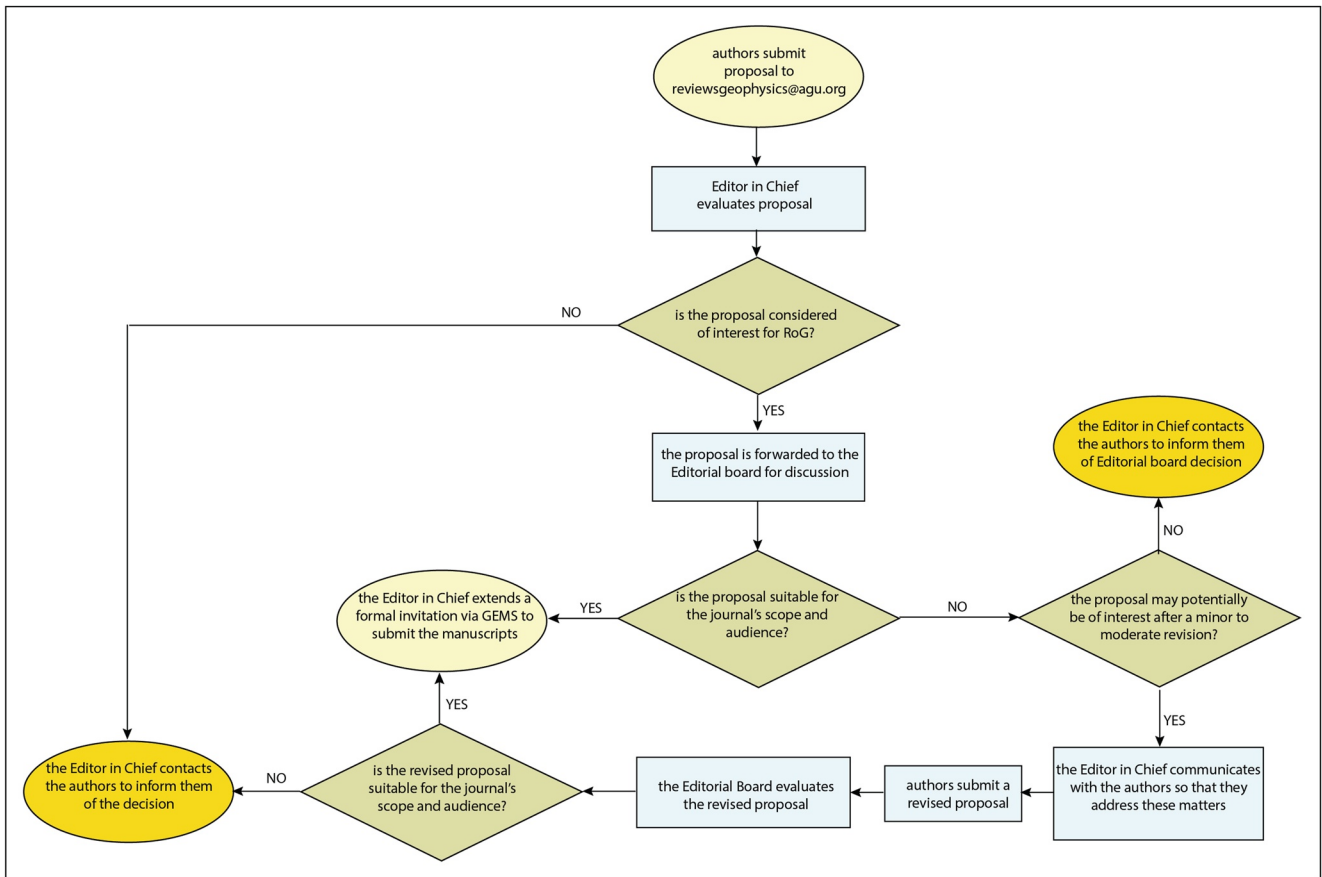 authors submit
proposal to
reviewsgeophysics@agu.org
Editor in Chief
evaluates proposal
is the proposal considered
of interest for RoG?
NO
YES
the proposal is forwarded to the
Editorial board for discussion
is the proposal suitable for
the journal's scope and
audience?
YES
the Editor in Chief extends a
formal invitation via GEMS to
submit the manuscripts
NO
the proposal may potentially
be of interest after a minor to
moderate revision?
NO
the Editor in Chief contacts
the authors to inform them
of Editorial board decision
YES
the Editor in Chief communicates
with the authors so that they
address these matters
authors submit a
revised proposal
the Editorial Board evaluates
the revised proposal
is the revised proposal
suitable for the journal's
scope and audience?
YES
NO
the Editor in Chief contacts
the authors to inform them
of the decision